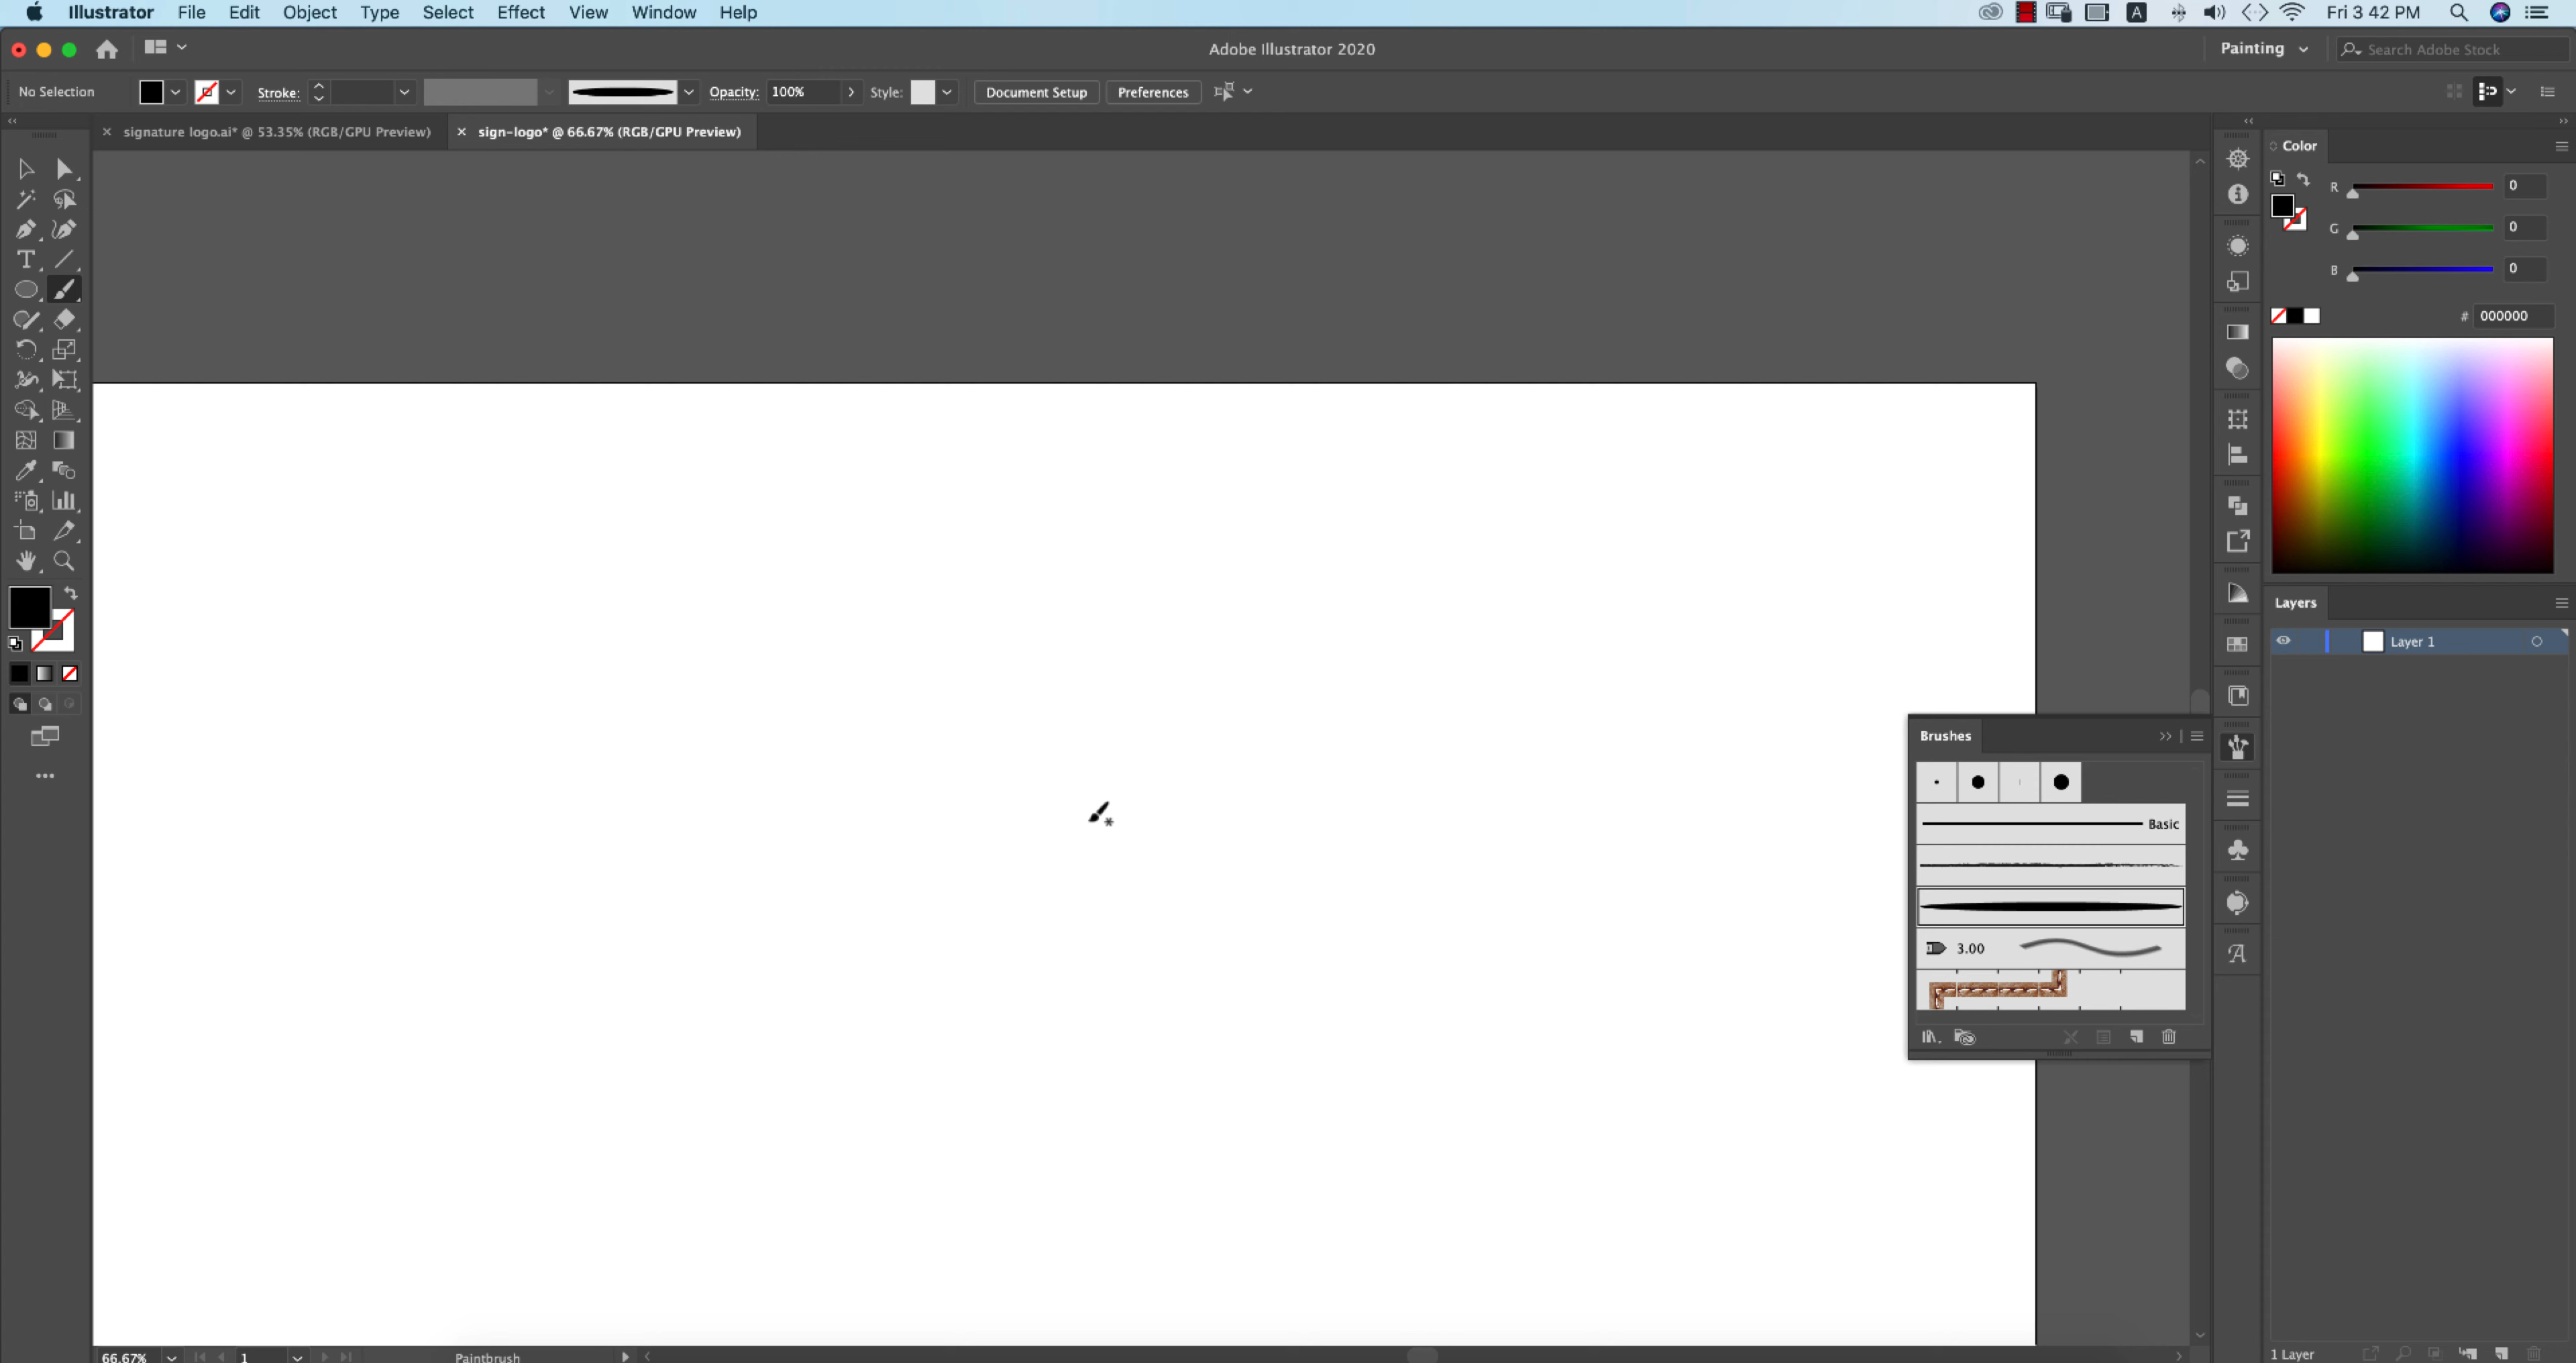 Illustrator File Edit Object Type Select Effect View Window Help
A Fri 3 42 PM
Adobe Illustrator 2020
Painting
Search Adobe Stock
No Selection
Stroke:
Opacity: 100%
Style:
Document Setup
Preferences
signature logo.ai* @ 53.35% (RGB/GPU Preview)
sign-logo* @ 66.67% (RGB/GPU Preview)
Color
R 0
G 0
B 0
# 000000
Layers
Layer 1
Brushes
Basic
3.00
66.67% 1 Paintbrush
1 Layer